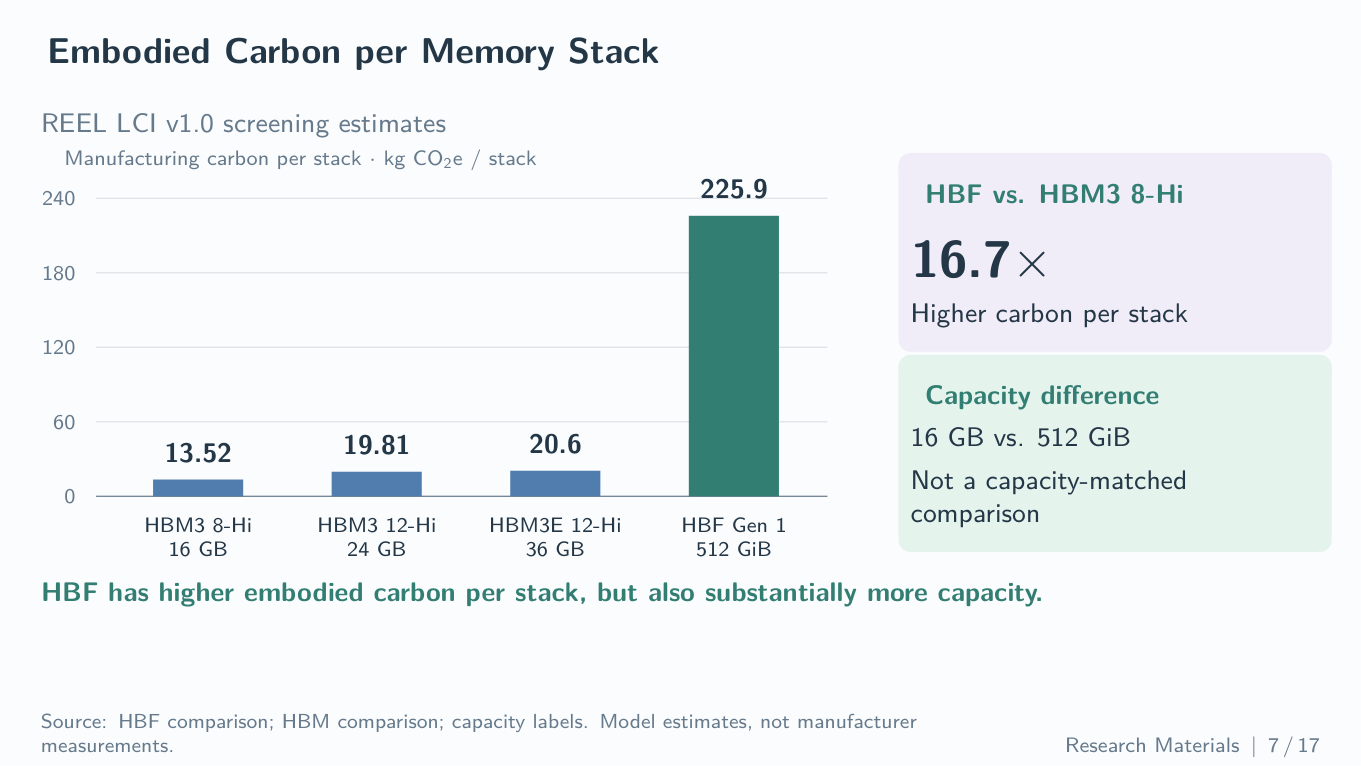 Embodied Carbon per Memory Stack
REEL LCI v1.0 screening estimates
Manufacturing carbon per stack · kg CO₂e / stack
240
180
120
60
0
13.52
19.81
20.6
225.9
HBM3 8-Hi
16 GB
HBM3 12-Hi
24 GB
HBM3E 12-Hi
36 GB
HBF Gen 1
512 GiB
HBF vs. HBM3 8-Hi
16.7×
Higher carbon per stack
Capacity difference
16 GB vs. 512 GiB
Not a capacity-matched
comparison
HBF has higher embodied carbon per stack, but also substantially more capacity.
Source: HBF comparison; HBM comparison; capacity labels. Model estimates, not manufacturer
measurements.
Research Materials | 7 / 17